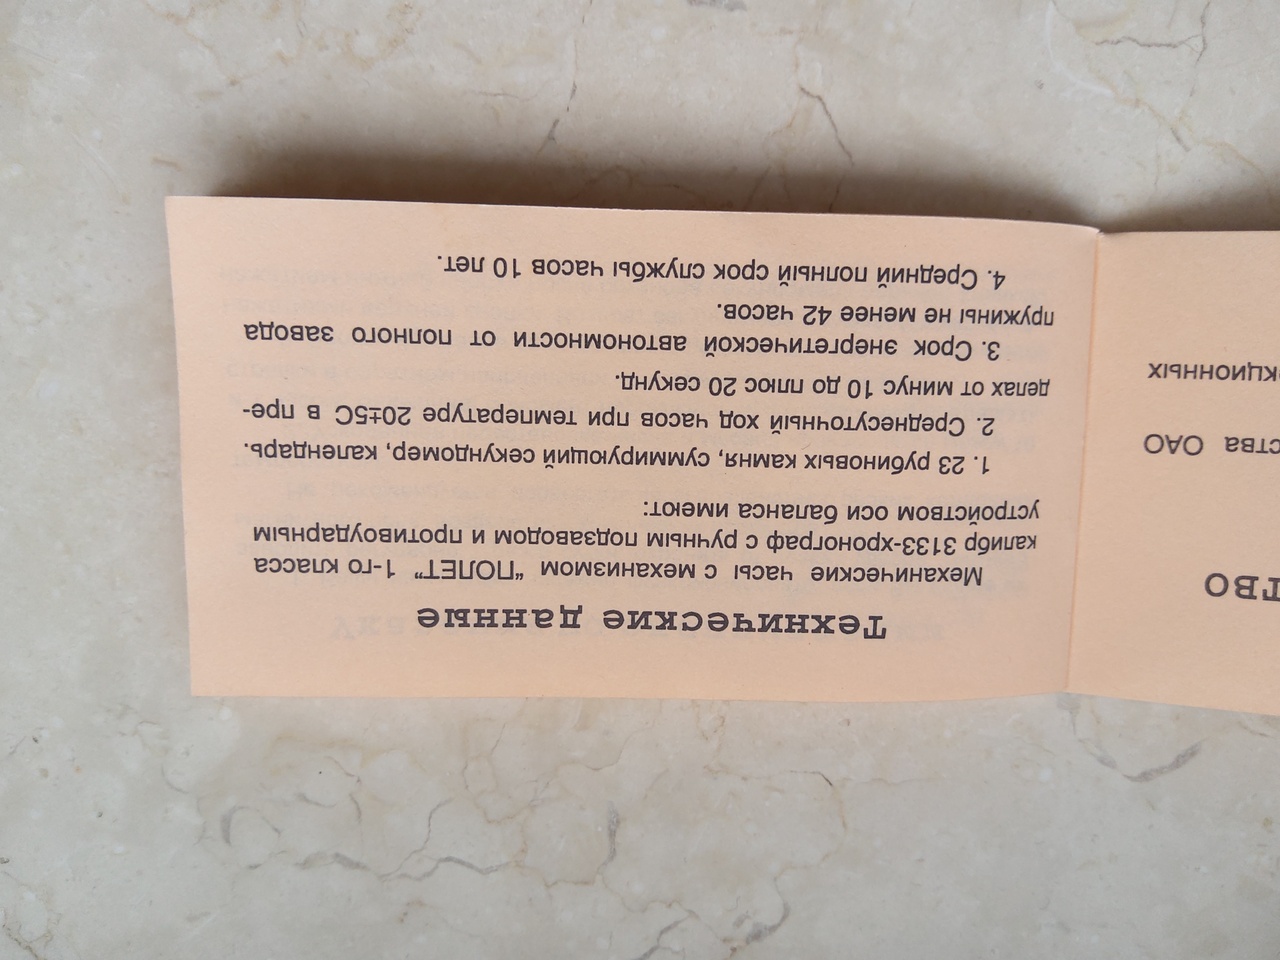 Технические данные
Механические часы с механизмом "ПОЛЕТ" 1-го класса
калибр 3133-хронограф с ручным подзаводом и противоударным
устройством оси баланса имеют:
1. 23 рубиновых камня, суммирующий секундомер, календарь.
2. Среднесуточный ход часов при температуре 20±5С в пре-
делах от минус 10 до плюс 20 секунд.
3. Срок энергетической автономности от полного завода
пружины не менее 42 часов.
4. Средний полный срок службы часов 10 лет.
ТВО
ства ОАО
кционных